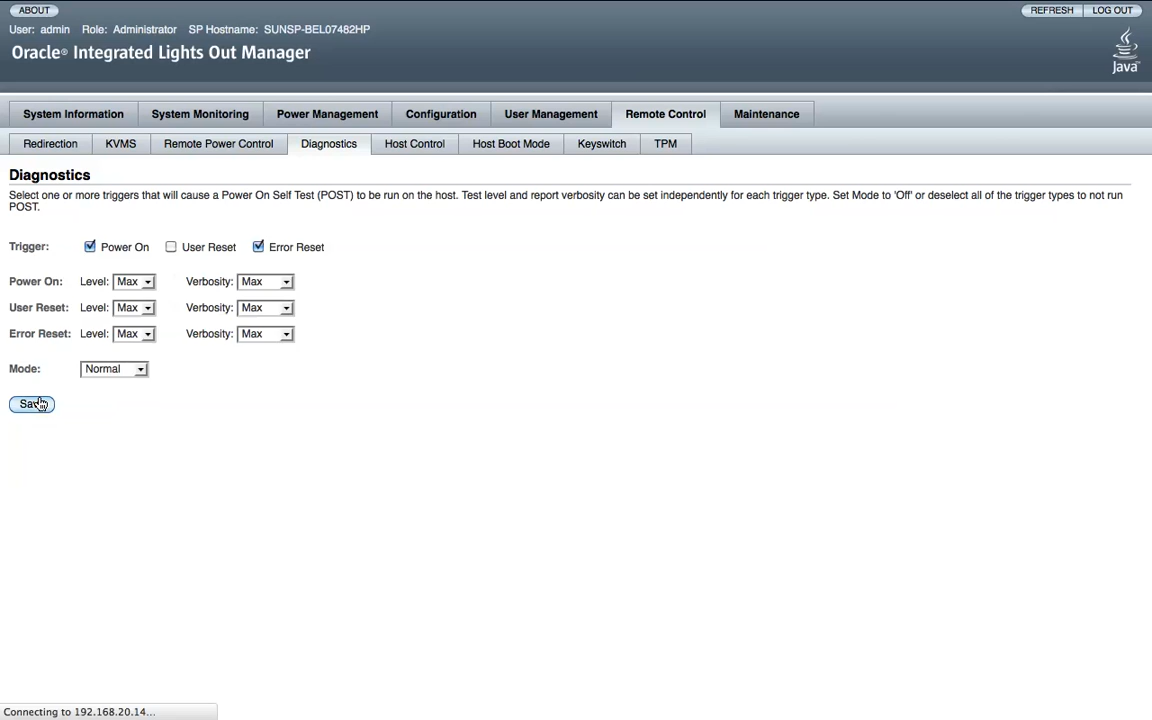 ABOUT
REFRESH LOG OUT
User: admin Role: Administrator SP Hostname: SUNSP-BEL07482HP
Oracle® Integrated Lights Out Manager
Java™
System Information System Monitoring Power Management Configuration User Management Remote Control Maintenance
Redirection KVMS Remote Power Control Diagnostics Host Control Host Boot Mode Keyswitch TPM
Diagnostics
Select one or more triggers that will cause a Power On Self Test (POST) to be run on the host. Test level and report verbosity can be set independently for each trigger type. Set Mode to 'Off' or deselect all of the trigger types to not run
POST.
Trigger: Power On User Reset Error Reset
Power On: Level: Max Verbosity: Max
User Reset: Level: Max Verbosity: Max
Error Reset: Level: Max Verbosity: Max
Mode: Normal
Save
Connecting to 192.168.20.14...